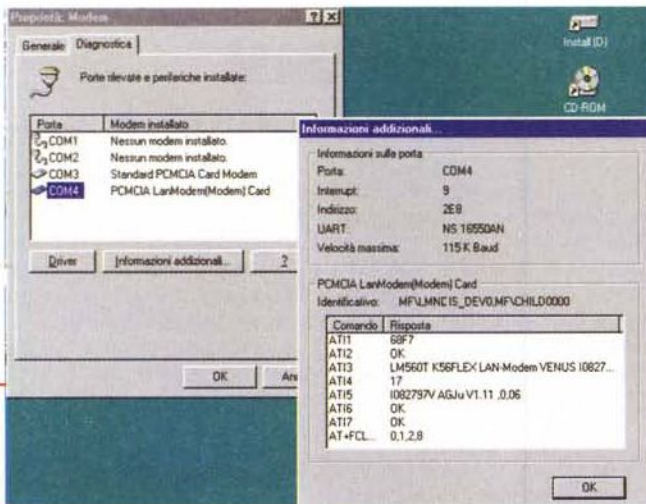 Proprietà: Modem
Generale
Diagnostica
Porte rilevate e periferiche installate:
Porta
Modem installato
COM1
Nessun modem installato.
COM2
Nessun modem installato.
COM3
Standard PCMCIA Card Modem
COM4
PCMCIA LanModem(Modem) Card
Driver
Informazioni addizionali...
?
OK
Install (D)
CD-ROM
Informazioni addizionali...
Informazioni sulla porta
Porta: COM4
Interrupt: 9
Indirizzo: 2E8
UART: NS 16550AN
Velocità massima: 115 K Baud
PCMCIA LanModem(Modem) Card
Identificativo: MF\LMNEIS_DEV0.MF\CHILD0000
Comando Risposta
ATI1 68F7
ATI2 OK
ATI3 LM560T K56FLEX LAN-Modem VENUS I0827...
ATI4 17
ATI5 I082797V AGJu V1.11 ,0,06
ATI6 OK
ATI7 OK
AT+FCL... 0,1,2,8
OK